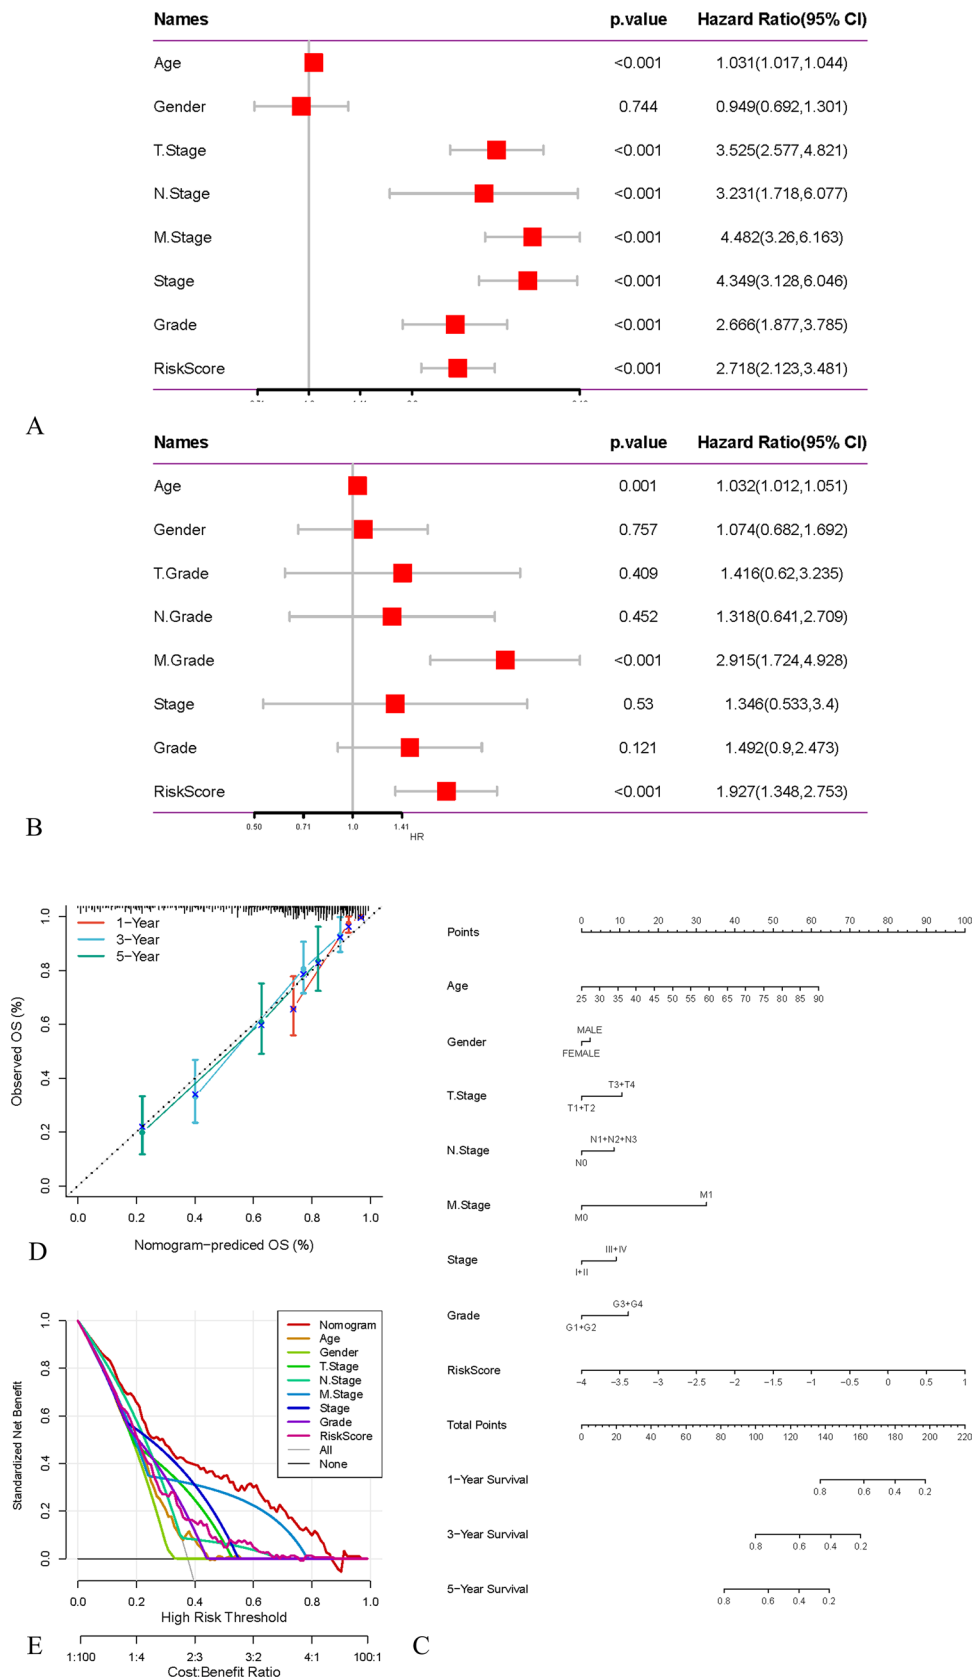 Names p.value Hazard Ratio(95% CI)
Age <0.001 1.031(1.017,1.044)
Gender 0.744 0.949(0.692,1.301)
T.Stage <0.001 3.525(2.577,4.821)
N.Stage <0.001 3.231(1.718,6.077)
M.Stage <0.001 4.482(3.26,6.163)
Stage <0.001 4.349(3.128,6.046)
Grade <0.001 2.666(1.877,3.785)
RiskScore <0.001 2.718(2.123,3.481)
A
Names p.value Hazard Ratio(95% CI)
Age 0.001 1.032(1.012,1.051)
Gender 0.757 1.074(0.682,1.692)
T.Grade 0.409 1.416(0.62,3.235)
N.Grade 0.452 1.318(0.641,2.709)
M.Grade <0.001 2.915(1.724,4.928)
Stage 0.53 1.346(0.533,3.4)
Grade 0.121 1.492(0.9,2.473)
RiskScore <0.001 1.927(1.348,2.753)
0.50 0.71 1.0 1.41
HR
B
1-Year
3-Year
5-Year
Observed OS (%)
1.0
0.8
0.6
0.4
0.2
0.0
0.0 0.2 0.4 0.6 0.8 1.0
Nomogram-prediced OS (%)
D
Standardized Net Benefit
1.0
0.8
0.6
0.4
0.2
0.0
Nomogram
Age
Gender
T.Stage
N.Stage
M.Stage
Stage
Grade
RiskScore
All
None
0.0 0.2 0.4 0.6 0.8 1.0
High Risk Threshold
1:100 1:4 2:3 3:2 4:1 100:1
Cost:Benefit Ratio
E
0 10 20 30 40 50 60 70 80 90 100
Points
Age
25 30 35 40 45 50 55 60 65 70 75 80 85 90
MALE
Gender
FEMALE
T3+T4
T.Stage
T1+T2
N1+N2+N3
N.Stage
N0
M1
M.Stage
M0
III+IV
Stage
I+II
G3+G4
Grade
G1+G2
RiskScore
-4 -3.5 -3 -2.5 -2 -1.5 -1 -0.5 0 0.5 1
Total Points
0 20 40 60 80 100 120 140 160 180 200 220
1-Year Survival
0.8 0.6 0.4 0.2
3-Year Survival
0.8 0.6 0.4 0.2
5-Year Survival
0.8 0.6 0.4 0.2
C